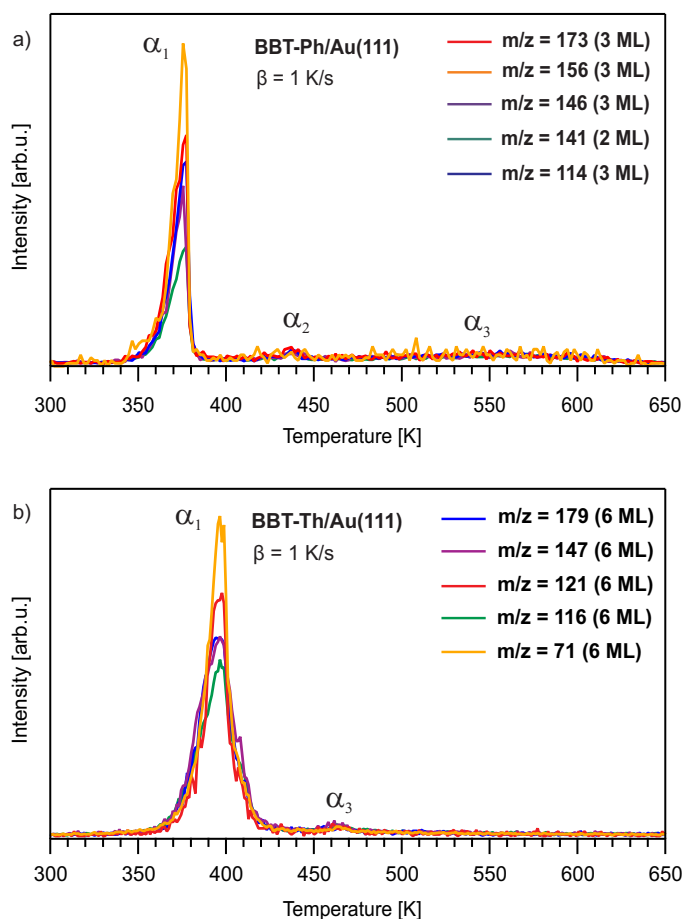 a)
α1
BBT-Ph/Au(111)
β = 1 K/s
m/z = 173 (3 ML)
m/z = 156 (3 ML)
m/z = 146 (3 ML)
m/z = 141 (2 ML)
m/z = 114 (3 ML)
α2
α3
Intensity [arb.u.]
300 350 400 450 500 550 600 650
Temperature [K]
b)
α1
BBT-Th/Au(111)
β = 1 K/s
m/z = 179 (6 ML)
m/z = 147 (6 ML)
m/z = 121 (6 ML)
m/z = 116 (6 ML)
m/z = 71 (6 ML)
α3
Intensity [arb.u.]
300 350 400 450 500 550 600 650
Temperature [K]